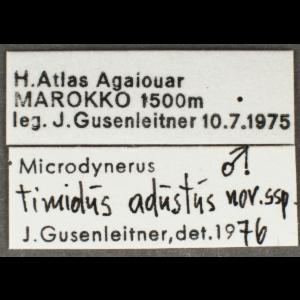 H.Atlas Agaiouar
MAROKKO 1500m
leg. J.Gusenleitner 10.7.1975
Microdynerus ♂!
timidus adustus nov.ssp.
J.Gusenleitner,det.1976